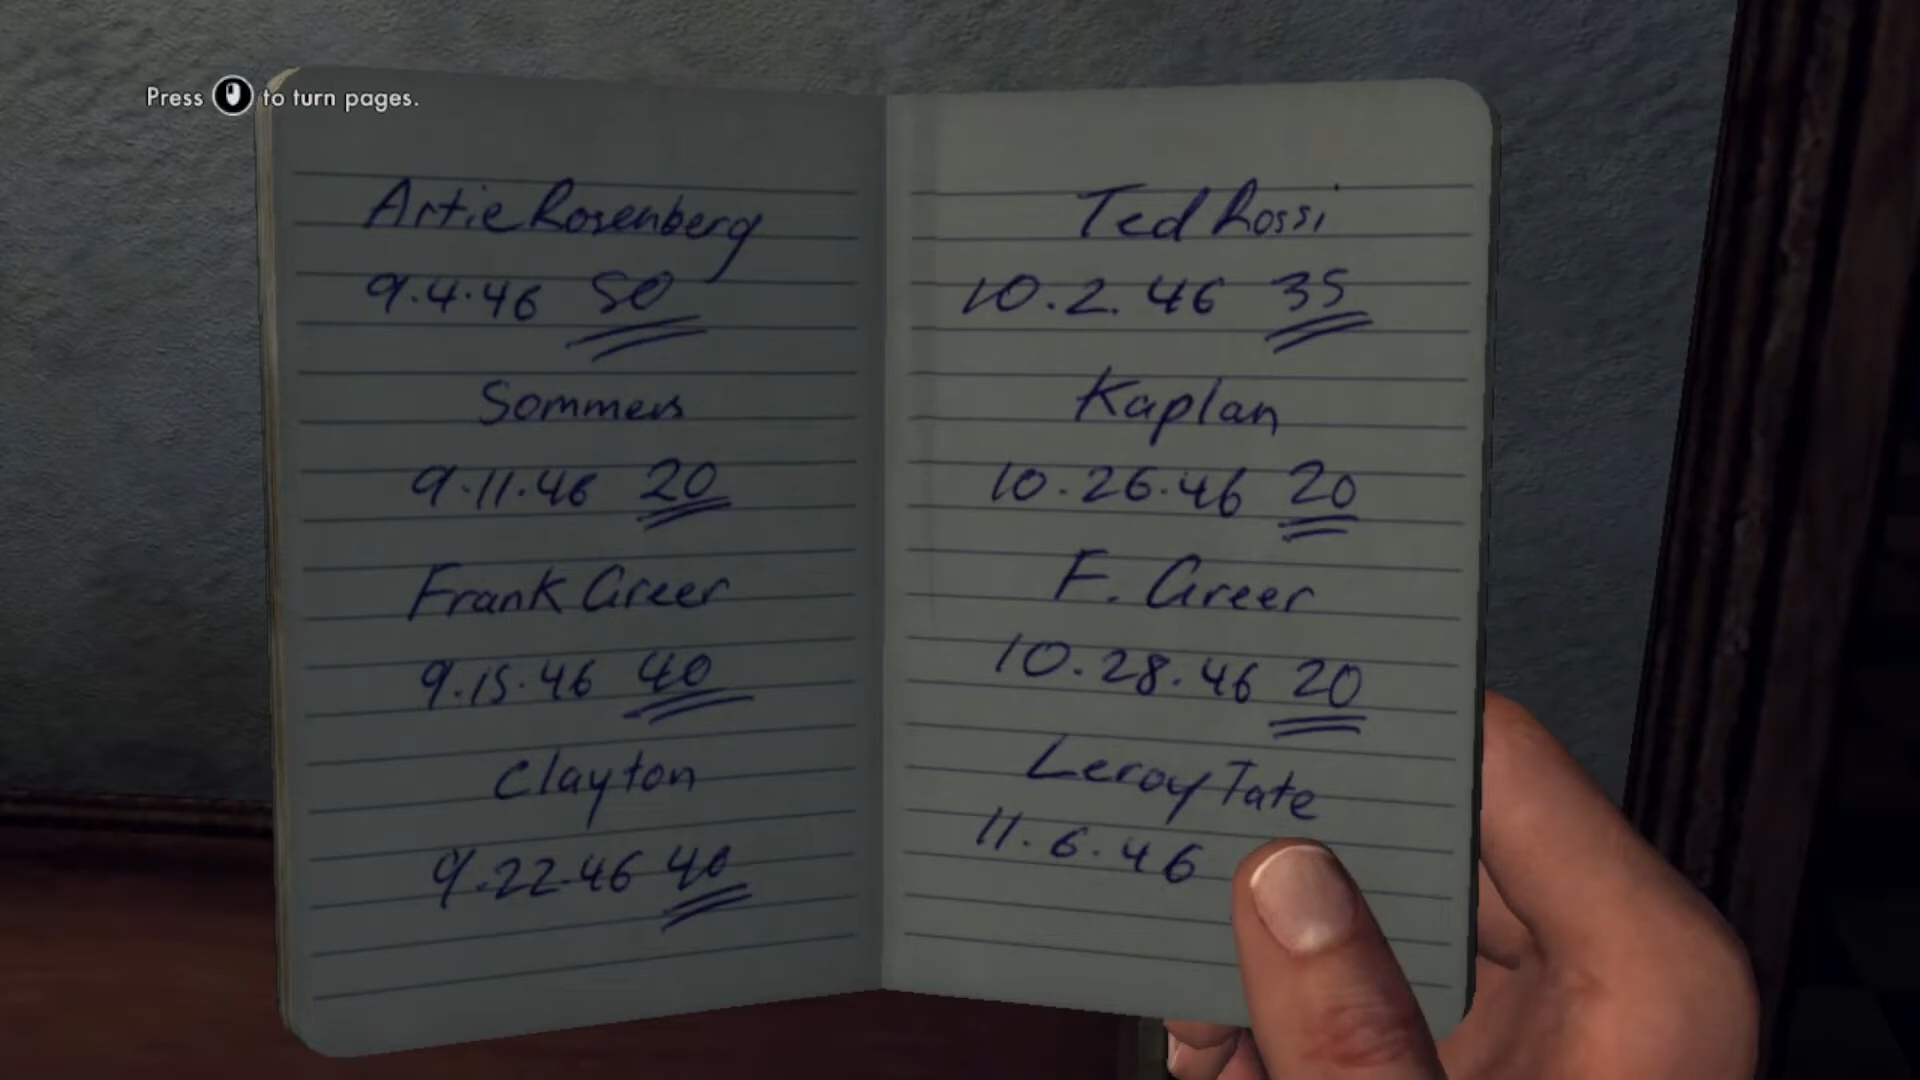 Press to turn pages.
Artie Rosenberg
9.4.46 50
Sommers
9.11.46 20
Frank Greer
9.15.46 40
Clayton
9.22.46 40
Ted Rossi
10.2.46 35
Kaplan
10.26.46 20
F. Greer
10.28.46 20
Leroy Tate
11.6.46